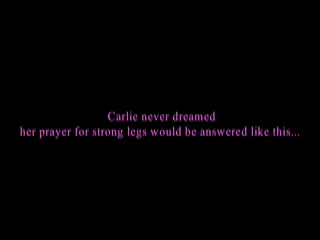 Carlie never dreamed
her prayer for strong legs would be answered like this...